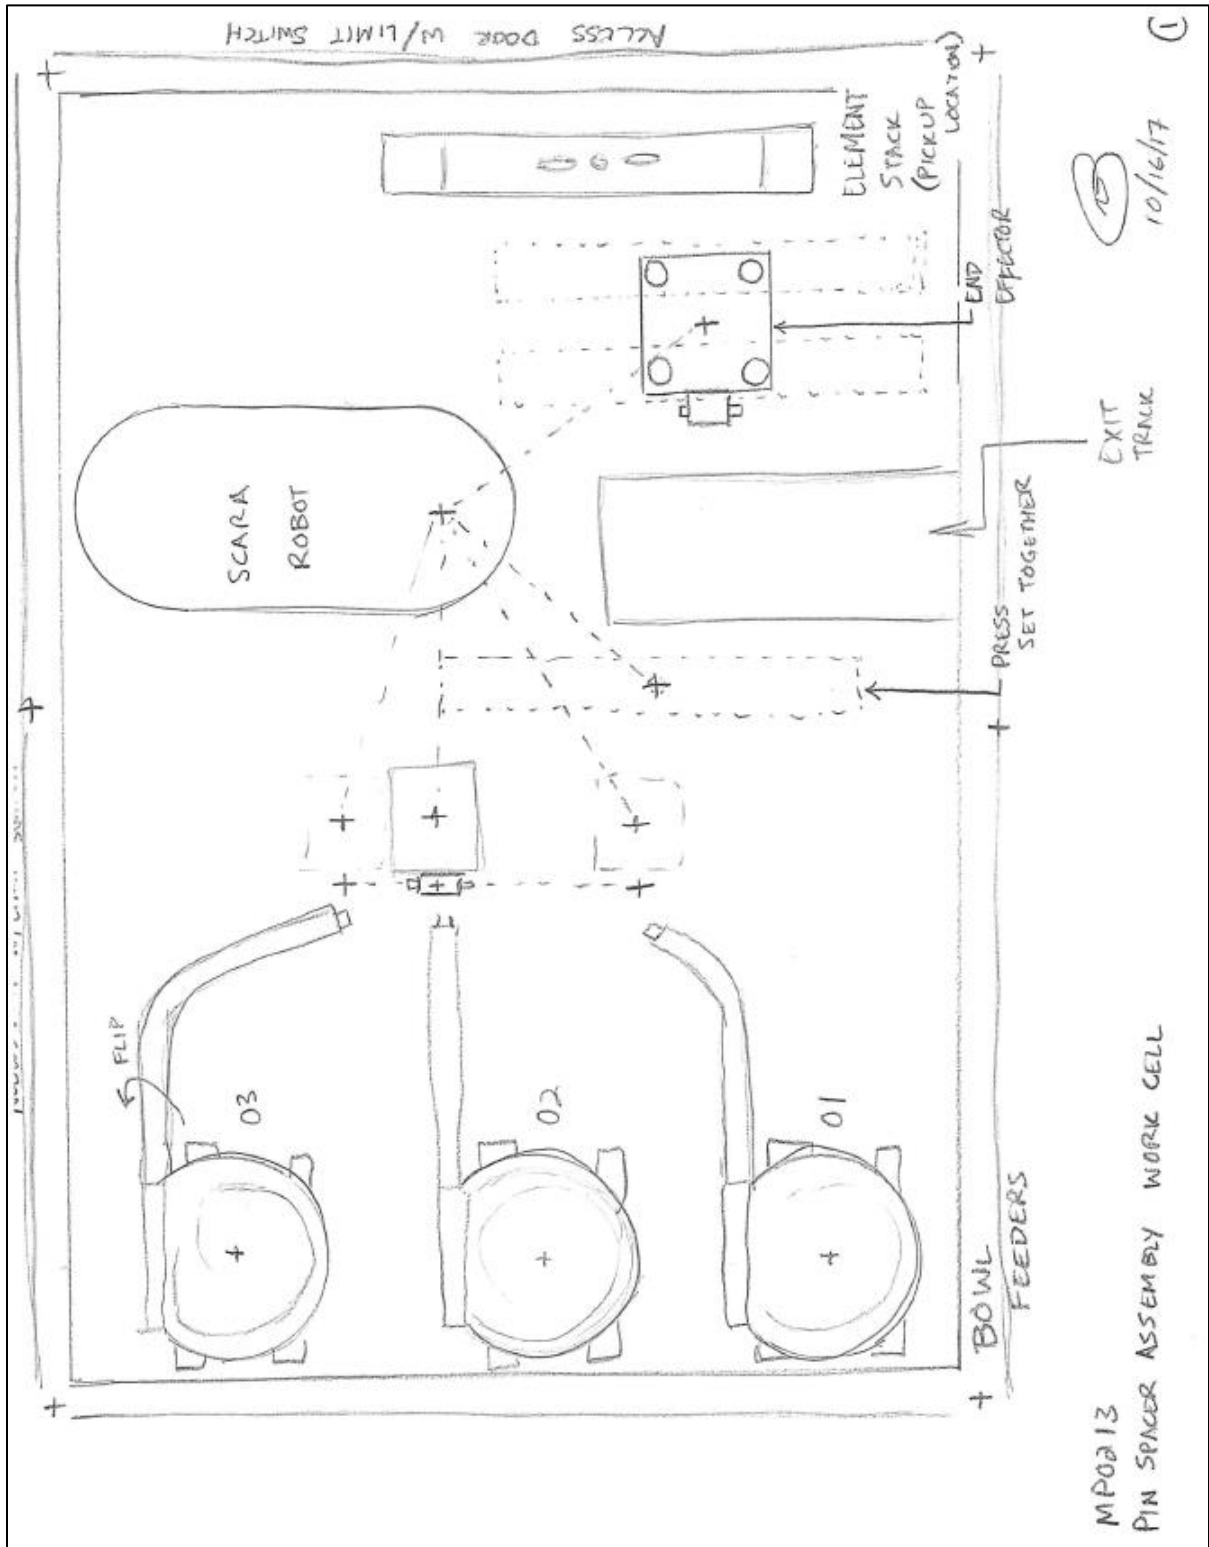 ACCESS DOOR W/LIMIT SWITCH
(1)
ELEMENT
STACK
(PICKUP
LOCATION)
10/16/17
END
EFFECTOR
SCARA
ROBOT
EXIT
TRACK
PRESS
SET TOGETHER
FLIP
03
02
01
BOWL
FEEDERS
MP0213
PIN SPACER ASSEMBLY WORK CELL